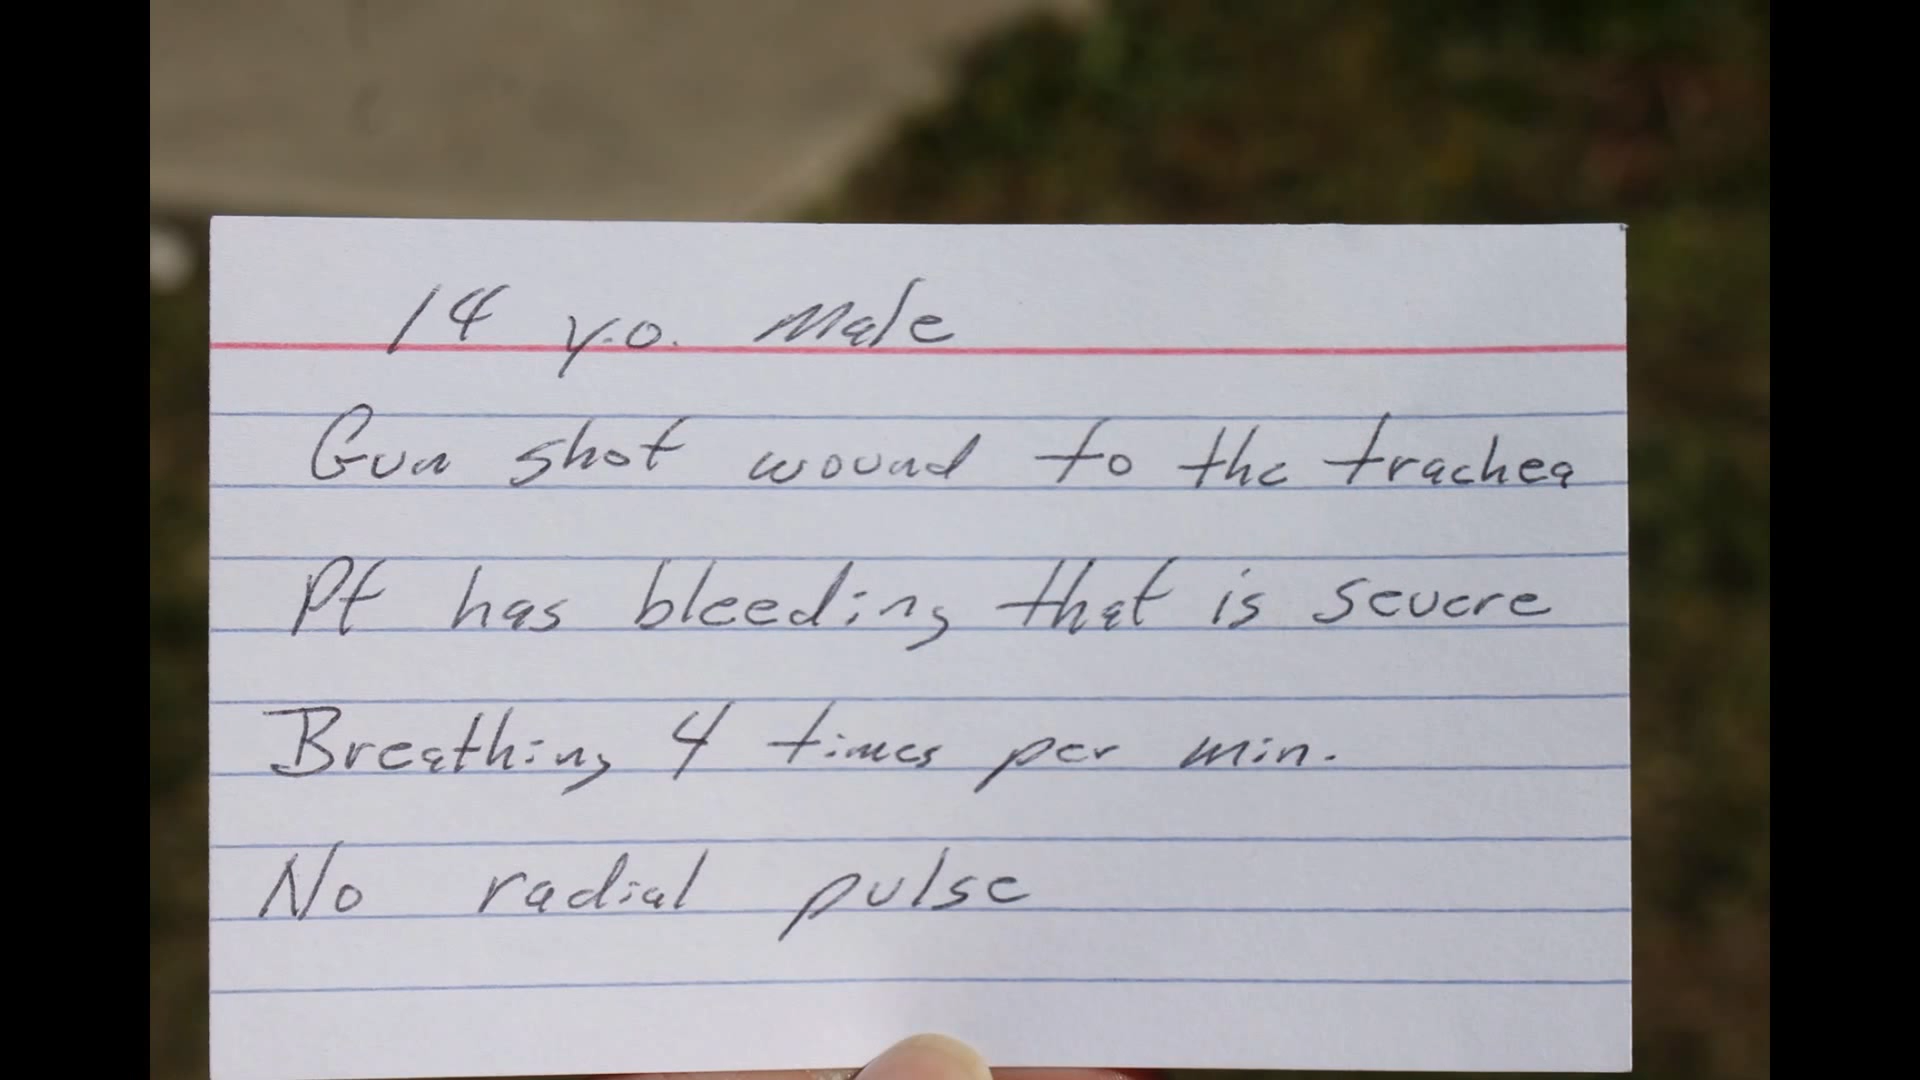 14 y.o. Male
Gun shot wound to the trachea
Pt has bleeding that is severe
Breathing 4 times per min.
No radial pulse